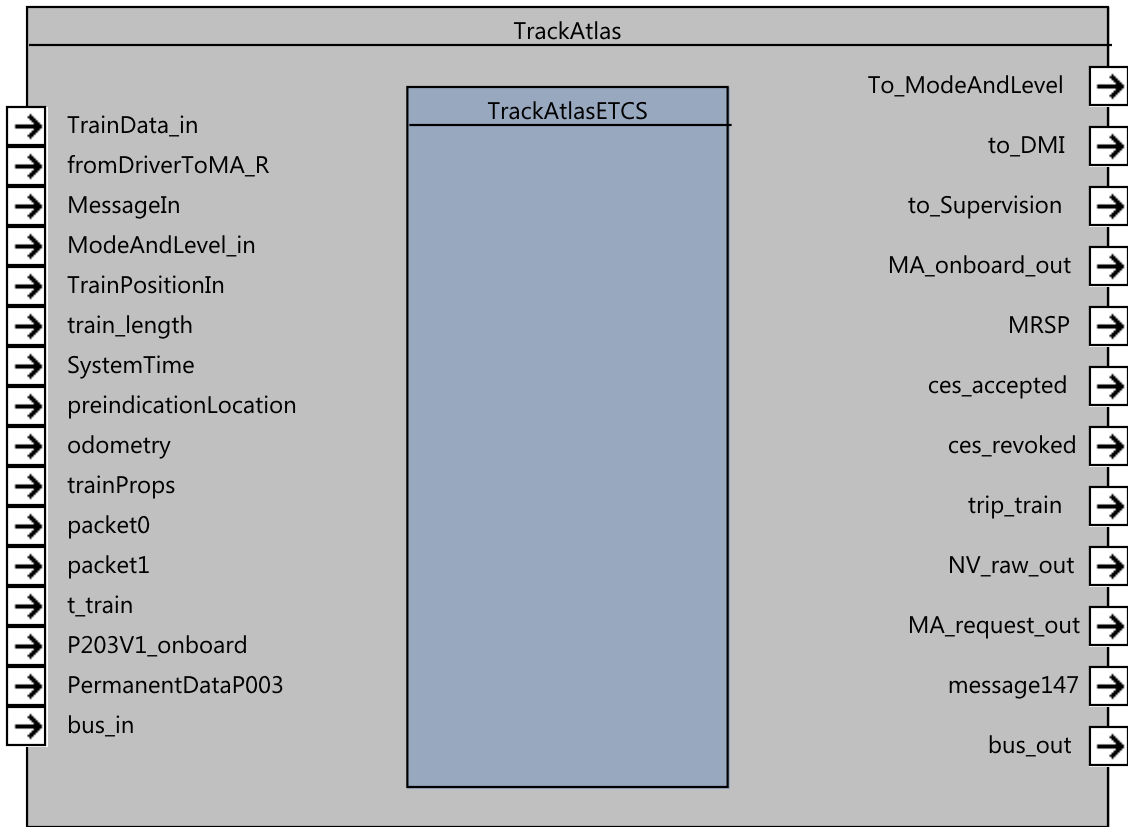 TrackAtlas
TrackAtlasETCS
TrainData_in
fromDriverToMA_R
MessageIn
ModeAndLevel_in
TrainPositionIn
train_length
SystemTime
preindicationLocation
odometry
trainProps
packet0
packet1
t_train
P203V1_onboard
PermanentDataP003
bus_in
To_ModeAndLevel
to_DMI
to_Supervision
MA_onboard_out
MRSP
ces_accepted
ces_revoked
trip_train
NV_raw_out
MA_request_out
message147
bus_out